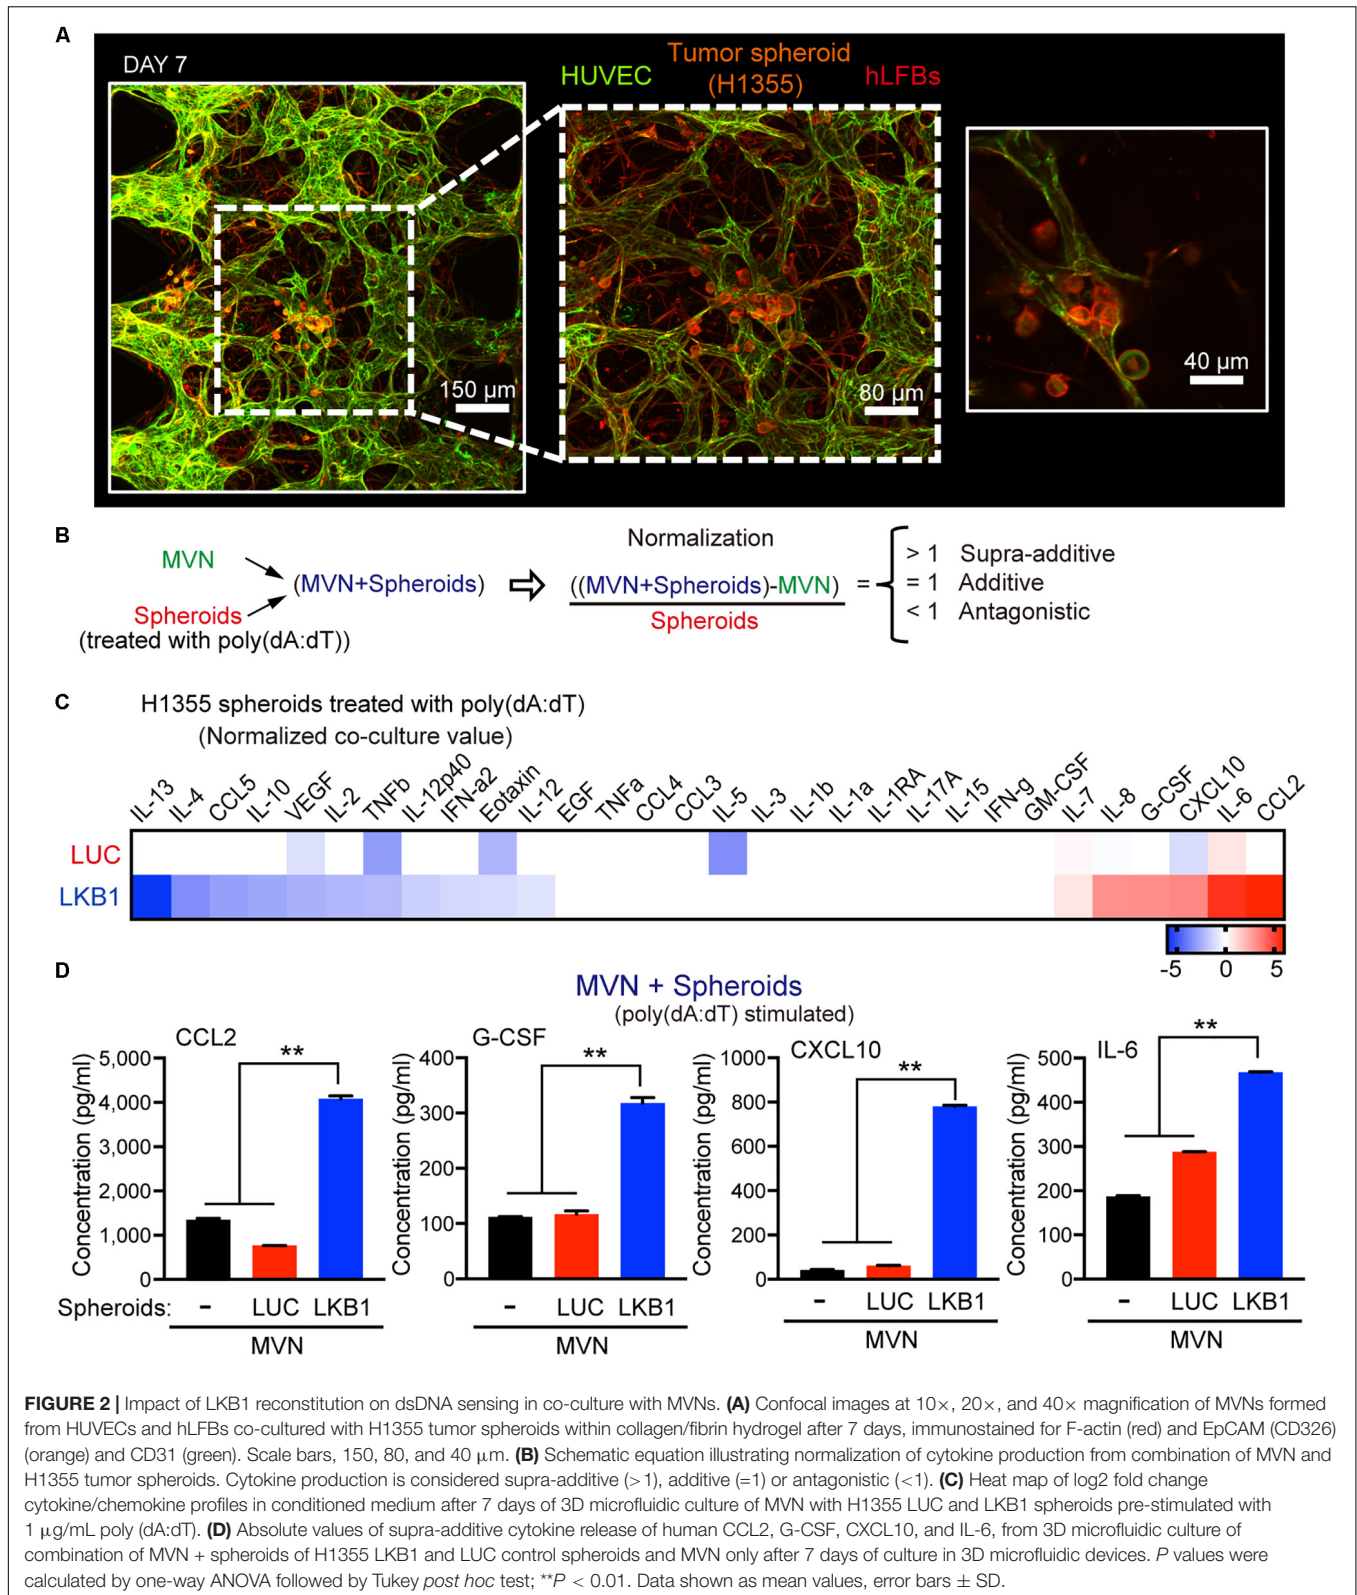 A
DAY 7
HUVEC
Tumor spheroid
(H1355)
hLFBs
150 µm
80 µm
40 µm
B
MVN
Spheroids
(treated with poly(dA:dT))
(MVN+Spheroids)
Normalization
((MVN+Spheroids)-MVN)
Spheroids
=
> 1 Supra-additive
= 1 Additive
< 1 Antagonistic
C
H1355 spheroids treated with poly(dA:dT)
(Normalized co-culture value)
IL-13 IL-4 CCL5 IL-10 VEGF IL-2 TNFb IL-12p40 IFN-a2 Eotaxin IL-12 EGF TNFa CCL4 CCL3 IL-5 IL-3 IL-1b IL-1a IL-1RA IL-17A IL-15 IFN-g GM-CSF IL-7 IL-8 G-CSF CXCL10 IL-6 CCL2
LUC
LKB1
-5 0 5
D
MVN + Spheroids
(poly(dA:dT) stimulated)
CCL2
**
Concentration (pg/ml)
5,000
4,000
3,000
2,000
1,000
0
Spheroids: – LUC LKB1
MVN
G-CSF
**
Concentration (pg/ml)
400
300
200
100
0
– LUC LKB1
MVN
CXCL10
**
Concentration (pg/ml)
1000
800
600
400
200
0
– LUC LKB1
MVN
IL-6
**
Concentration (pg/ml)
500
400
300
200
100
0
– LUC LKB1
MVN
FIGURE 2 | Impact of LKB1 reconstitution on dsDNA sensing in co-culture with MVNs. (A) Confocal images at 10×, 20×, and 40× magnification of MVNs formed
from HUVECs and hLFBs co-cultured with H1355 tumor spheroids within collagen/fibrin hydrogel after 7 days, immunostained for F-actin (red) and EpCAM (CD326)
(orange) and CD31 (green). Scale bars, 150, 80, and 40 µm. (B) Schematic equation illustrating normalization of cytokine production from combination of MVN and
H1355 tumor spheroids. Cytokine production is considered supra-additive (>1), additive (=1) or antagonistic (<1). (C) Heat map of log2 fold change
cytokine/chemokine profiles in conditioned medium after 7 days of 3D microfluidic culture of MVN with H1355 LUC and LKB1 spheroids pre-stimulated with
1 µg/mL poly (dA:dT). (D) Absolute values of supra-additive cytokine release of human CCL2, G-CSF, CXCL10, and IL-6, from 3D microfluidic culture of
combination of MVN + spheroids of H1355 LKB1 and LUC control spheroids and MVN only after 7 days of culture in 3D microfluidic devices. P values were
calculated by one-way ANOVA followed by Tukey post hoc test; **P < 0.01. Data shown as mean values, error bars ± SD.